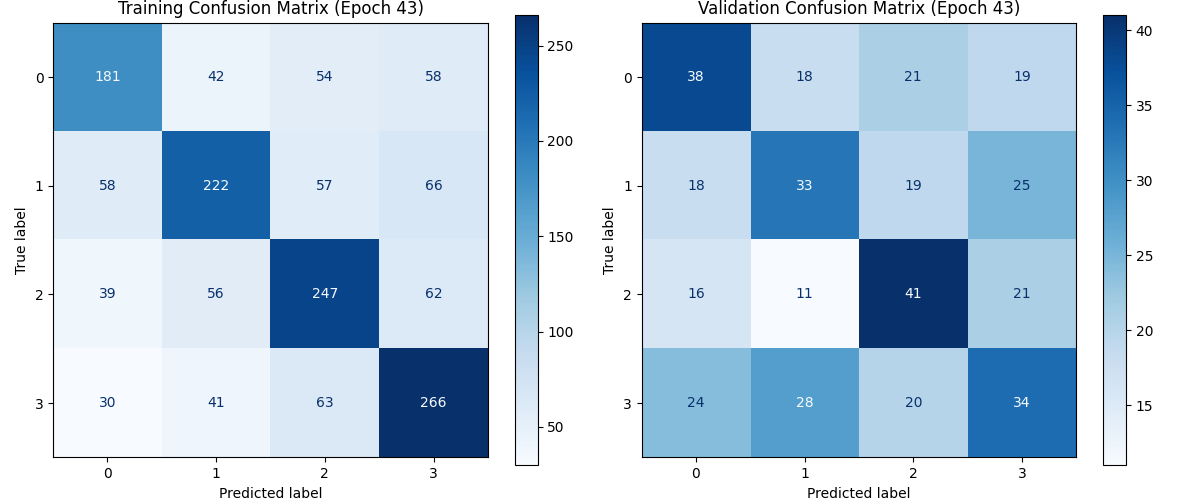 Training Confusion Matrix (Epoch 43)
True label
0 181 42 54 58
1 58 222 57 66
2 39 56 247 62
3 30 41 63 266
0 1 2 3
Predicted label
250
200
150
100
50
Validation Confusion Matrix (Epoch 43)
True label
0 38 18 21 19
1 18 33 19 25
2 16 11 41 21
3 24 28 20 34
0 1 2 3
Predicted label
40
35
30
25
20
15